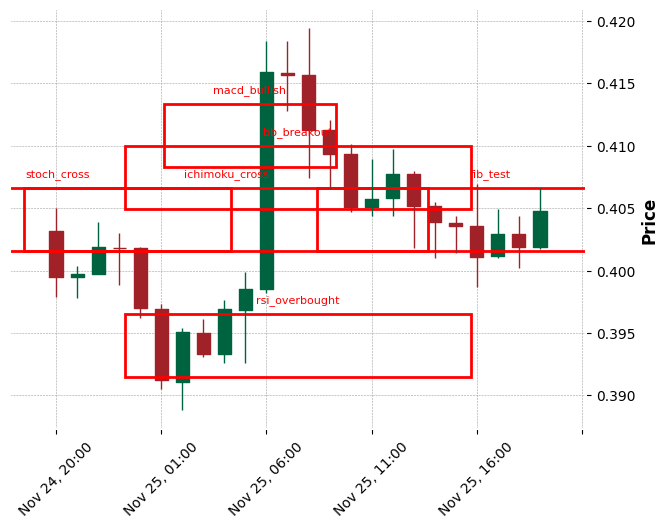 0.420
0.415
macd_bullish
0.410
stoch_cross
ichimoku_cross
fib_test
0.405
Price
0.400
rsi_overbought
0.395
0.390
Nov 24, 20:00
Nov 25, 01:00
Nov 25, 06:00
Nov 25, 11:00
Nov 25, 16:00